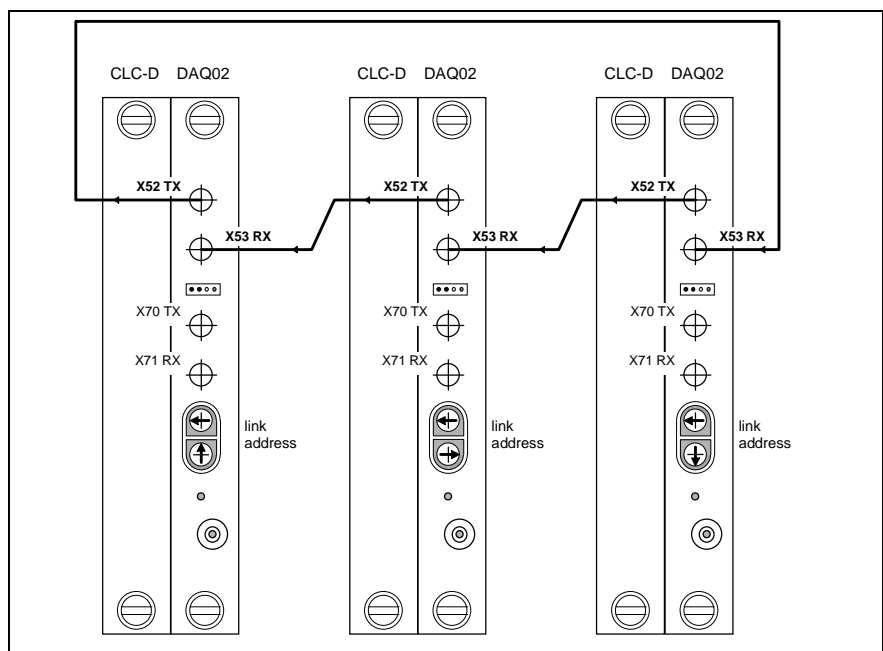 CLC-D DAQ02 CLC-D DAQ02 CLC-D DAQ02
X52 TX X52 TX X52 TX
X53 RX X53 RX X53 RX
X70 TX X70 TX X70 TX
X71 RX X71 RX X71 RX
link link link
address address address